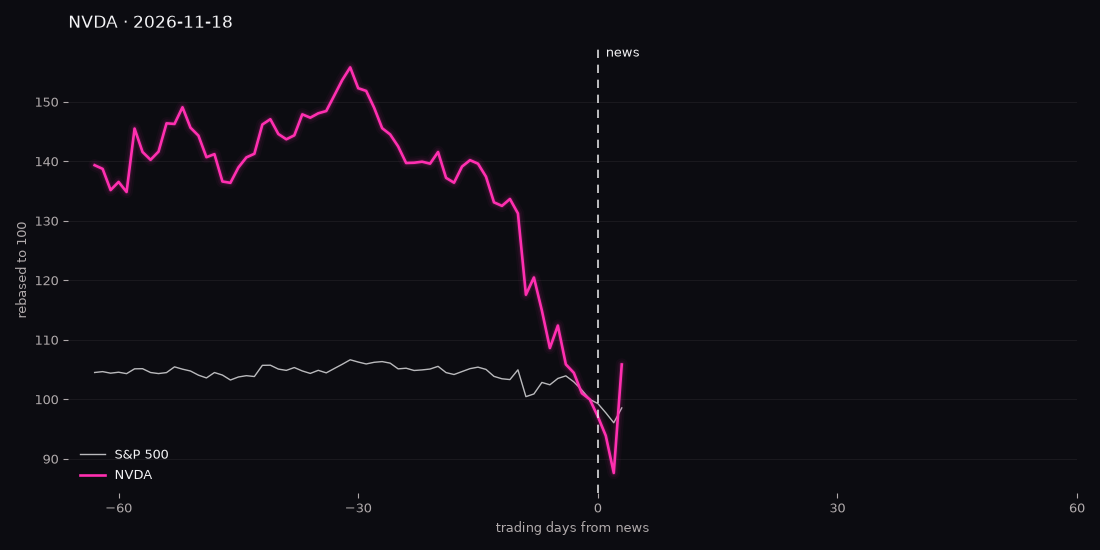 NVDA · 2026-11-18
news
150
140
130
120
110
100
90
rebased to 100
S&P 500
NVDA
−60
−30
0
30
60
trading days from news